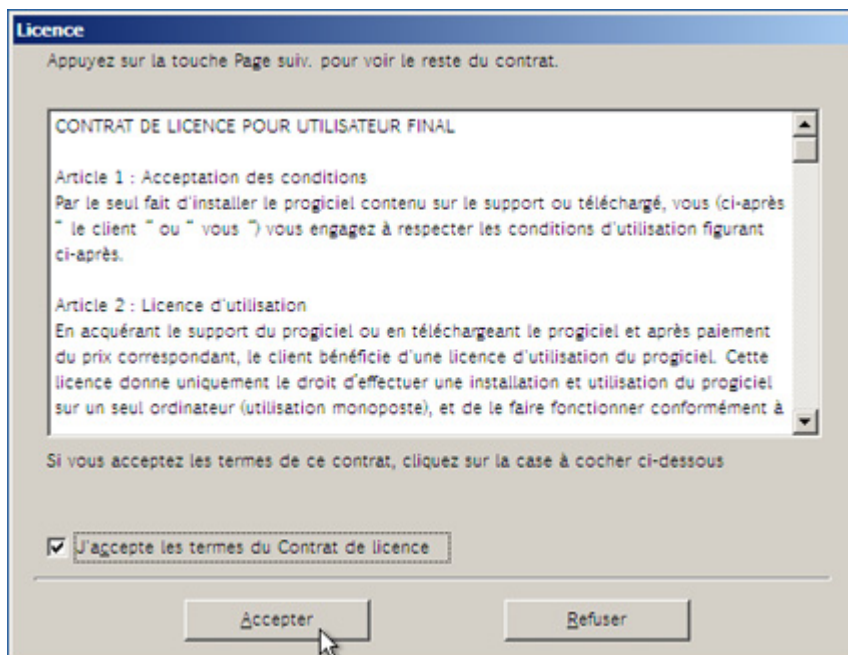 Licence
Appuyez sur la touche Page suiv. pour voir le reste du contrat.
CONTRAT DE LICENCE POUR UTILISATEUR FINAL
Article 1 : Acceptation des conditions
Par le seul fait d'installer le progiciel contenu sur le support ou téléchargé, vous (ci-après
" le client " ou " vous ") vous engagez à respecter les conditions d'utilisation figurant
ci-après.
Article 2 : Licence d'utilisation
En acquérant le support du progiciel ou en téléchargeant le progiciel et après paiement
du prix correspondant, le client bénéficie d'une licence d'utilisation du progiciel. Cette
licence donne uniquement le droit d'effectuer une installation et utilisation du progiciel
sur un seul ordinateur (utilisation monoposte), et de le faire fonctionner conformément à
Si vous acceptez les termes de ce contrat, cliquez sur la case à cocher ci-dessous
J'accepte les termes du Contrat de licence
Accepter
Refuser